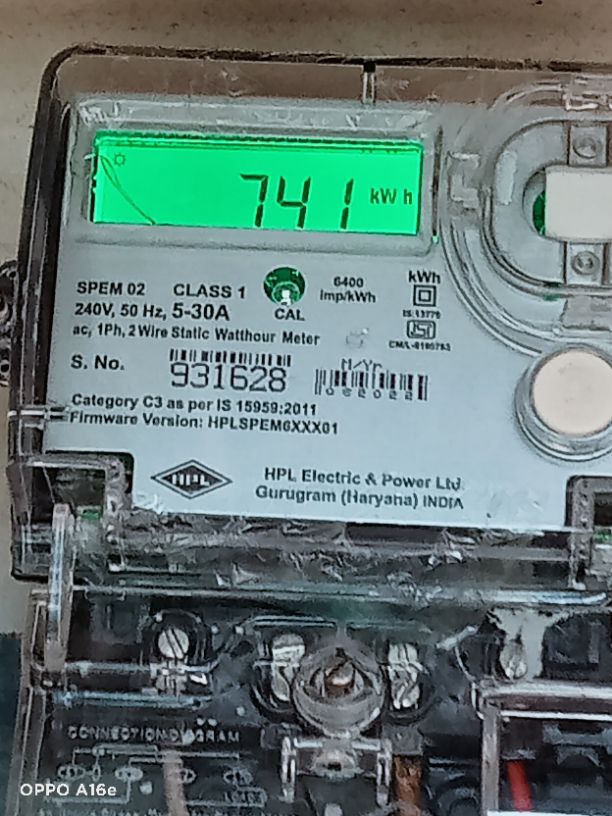 741 kWh
SPEM 02 CLASS 1 6400 imp/kWh kWh
240V, 50 Hz, 5-30A CAL IS:13779
ac, 1Ph, 2 Wire Static Watthour Meter
S. No. 931628 M/Yr. 062022
Category C3 as per IS 15959:2011
Firmware Version: HPLSPEM6XXX01
HPL HPL Electric & Power Ltd.
Gurugram (Haryana) INDIA
CONNECTION DIAGRAM
OPPO A16e